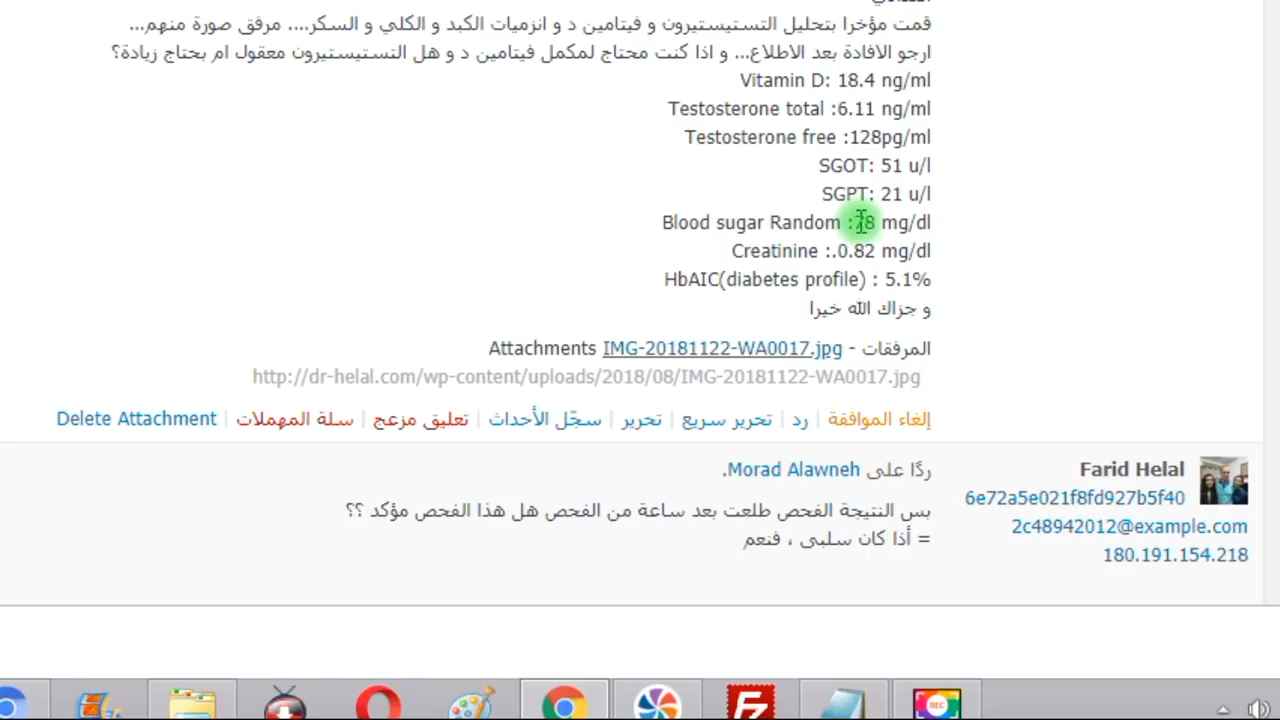 قمت مؤخرا بتحليل التستيستيرون و فيتامين د و انزميات الكبد و الكلي و السكر.... مرفق صورة منهم...
ارجو الافادة بعد الاطلاع... و اذا كنت محتاج لمكمل فيتامين د و هل التستيستيرون معقول ام بحتاج زيادة؟
Vitamin D: 18.4 ng/ml
Testosterone total :6.11 ng/ml
Testosterone free :128pg/ml
SGOT: 51 u/l
SGPT: 21 u/l
Blood sugar Random : mg/dl
Creatinine :.0.82 mg/dl
HbAIC(diabetes profile) : 5.1%
و جزاك الله خيرا
المرفقات - Attachments IMG-20181122-WA0017.jpg
http://dr-helal.com/wp-content/uploads/2018/08/IMG-20181122-WA0017.jpg
إلغاء الموافقة | رد | تحرير سريع | تحرير | سجّل الأحداث | تعليق مزعج | سلة المهملات | Delete Attachment
Farid Helal
6e72a5e021f8fd927b5f40
2c48942012@example.com
180.191.154.218
ردًا على Morad Alawneh.
بس النتيجة الفحص طلعت بعد ساعة من الفحص هل هذا الفحص مؤكد ؟؟
= أذا كان سلبى ، فنعم
REC